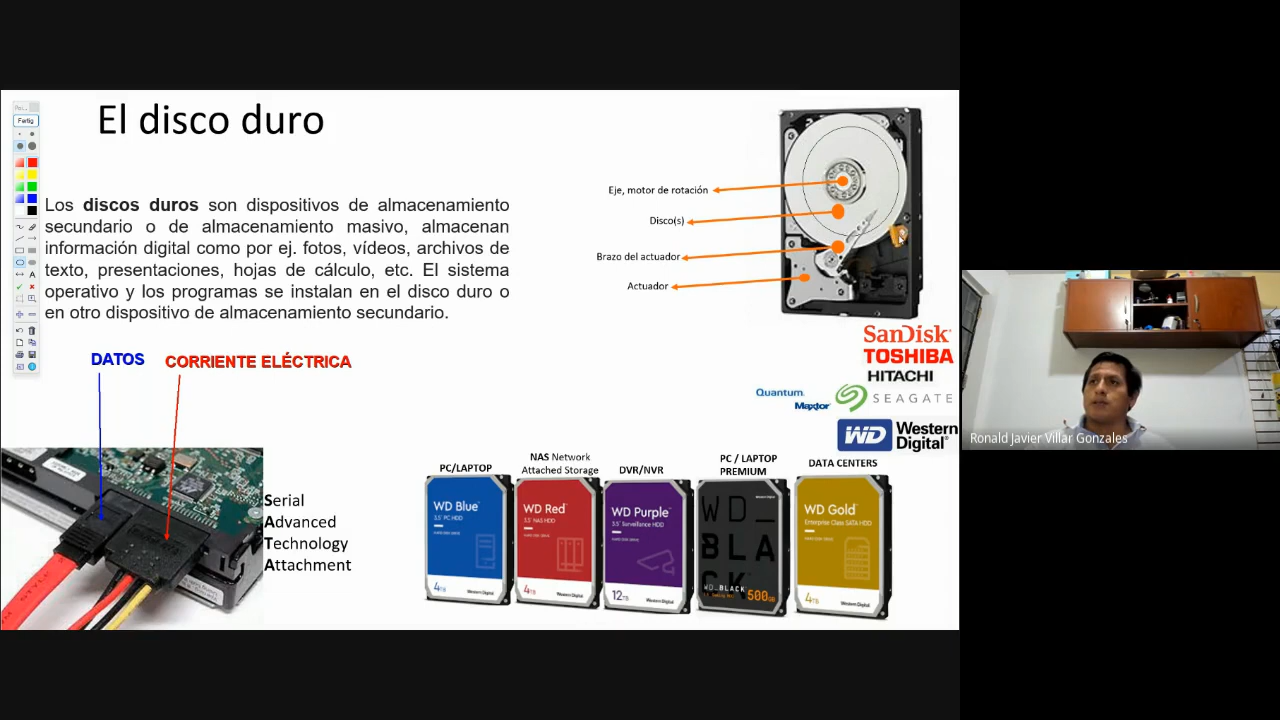 El disco duro
Fertig
A
Los discos duros son dispositivos de almacenamiento
secundario o de almacenamiento masivo, almacenan
información digital como por ej. fotos, vídeos, archivos de
texto, presentaciones, hojas de cálculo, etc. El sistema
operativo y los programas se instalan en el disco duro o
en otro dispositivo de almacenamiento secundario.
Eje, motor de rotación
Disco(s)
Brazo del actuador
Actuador
SanDisk
TOSHIBA
HITACHI
Quantum
Maxtor
SEAGATE
WD Western
Digital
DATOS
CORRIENTE ELÉCTRICA
Serial
Advanced
Technology
Attachment
PC/LAPTOP
NAS Network
Attached Storage
DVR/NVR
PC / LAPTOP
PREMIUM
DATA CENTERS
WD Blue
3.5" PC HDD
4TB
Western Digital
WD Red
3.5" NAS HDD
4TB
Western Digital
WD Purple
3.5" Surveillance HDD
12TB
Western Digital
WD_
BLA
CK
WD_BLACK
500GB
WD Gold
Enterprise Class SATA HDD
4TB
Western Digital
Ronald Javier Villar Gonzales